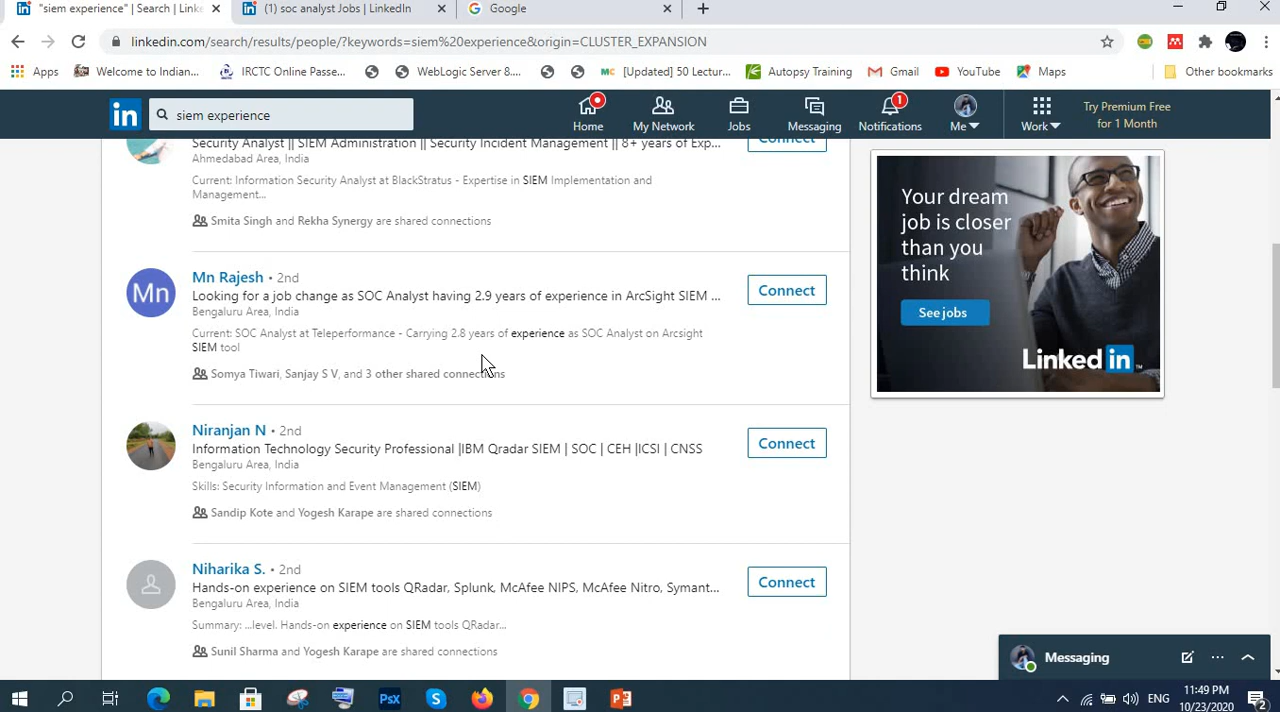 "siem experience" | Search | Linke
(1) soc analyst Jobs | LinkedIn
Google
linkedin.com/search/results/people/?keywords=siem%20experience&origin=CLUSTER_EXPANSION
Apps
Welcome to Indian...
IRCTC Online Passe...
WebLogic Server 8....
[Updated] 50 Lectur...
Autopsy Training
Gmail
YouTube
Maps
Other bookmarks
in
siem experience
Home
My Network
Jobs
Messaging
1
Notifications
Me
Work
Try Premium Free
for 1 Month
Security Analyst || SIEM Administration || Security Incident Management || 8+ years of Exp...
Connect
Ahmedabad Area, India
Current: Information Security Analyst at BlackStratus - Expertise in SIEM Implementation and
Management...
Smita Singh and Rekha Synergy are shared connections
Mn
Mn Rajesh • 2nd
Looking for a job change as SOC Analyst having 2.9 years of experience in ArcSight SIEM ...
Bengaluru Area, India
Current: SOC Analyst at Teleperformance - Carrying 2.8 years of experience as SOC Analyst on Arcsight
SIEM tool
Somya Tiwari, Sanjay S V, and 3 other shared connections
Connect
Niranjan N • 2nd
Information Technology Security Professional |IBM Qradar SIEM | SOC | CEH |ICSI | CNSS
Bengaluru Area, India
Skills: Security Information and Event Management (SIEM)
Sandip Kote and Yogesh Karape are shared connections
Connect
Niharika S. • 2nd
Hands-on experience on SIEM tools QRadar, Splunk, McAfee NIPS, McAfee Nitro, Symant...
Bengaluru Area, India
Summary: ...level. Hands-on experience on SIEM tools QRadar...
Sunil Sharma and Yogesh Karape are shared connections
Connect
Your dream
job is closer
than you
think
See jobs
Linked in
Messaging
PsX
ENG
11:49 PM
10/23/2020
2